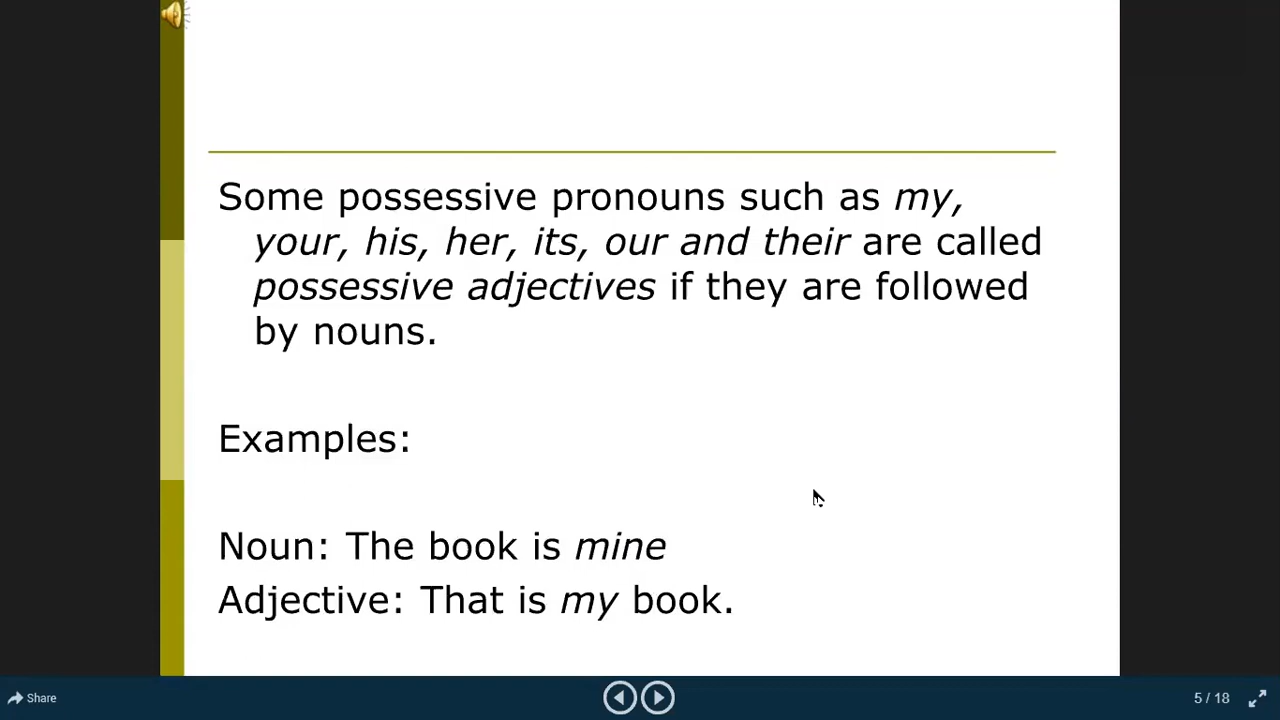 Some possessive pronouns such as my,
your, his, her, its, our and their are called
possessive adjectives if they are followed
by nouns.
Examples:
Noun: The book is mine
Adjective: That is my book.
Share
5 / 18